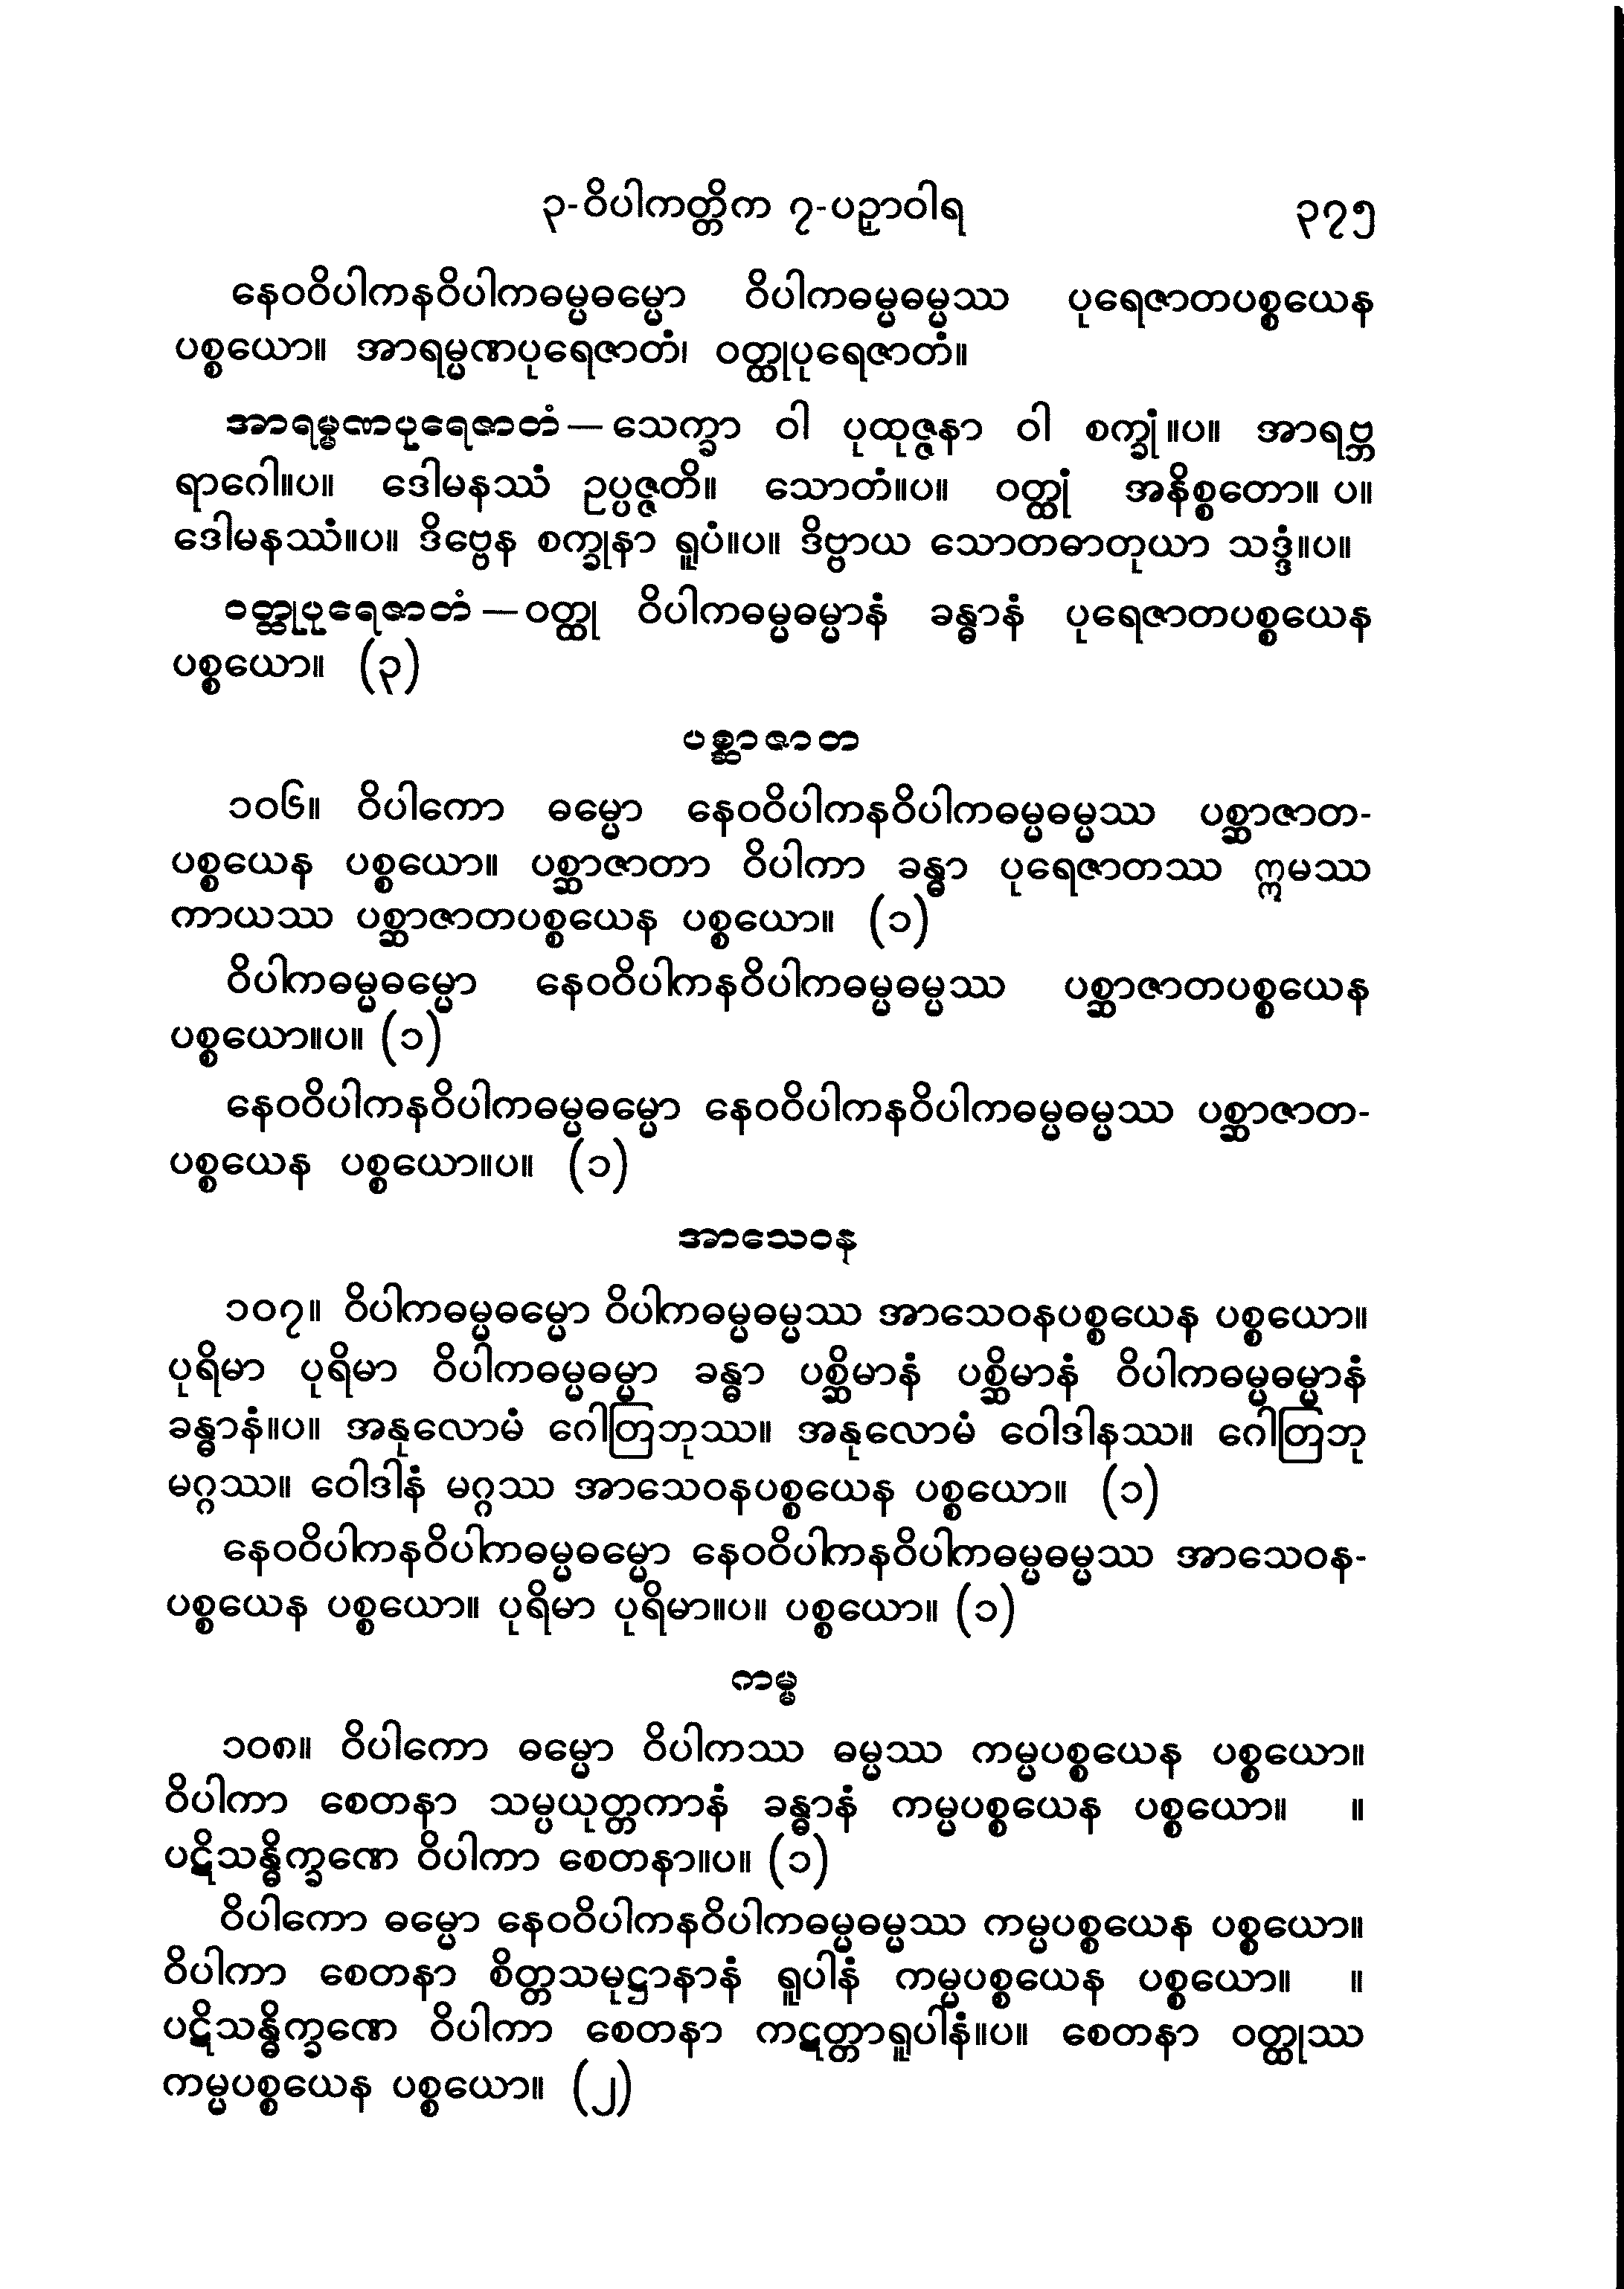 ၃-ဝိပါကတ္တိက ၇-ပဉှာဝါရ ၃၇၅
နေဝဝိပါကနဝိပါကဓမ္မဓမ္မော ဝိပါကဓမ္မဓမ္မဿ ပုရေဇာတပစ္စယေန
ပစ္စယော။ အာရမ္မဏပုရေဇာတံ၊ ဝတ္ထုပုရေဇာတံ။
အာရမ္မဏပုရေဇာတံ — သေက္ခာ ဝါ ပုထုဇ္ဇနာ ဝါ စက္ခုံ။ပ။ အာရဗ္ဘ
ရာဂေါ။ပ။ ဒေါမနဿံ ဥပ္ပဇ္ဇတိ။ သောတံ။ပ။ ဝတ္ထုံ အနိစ္စတော။ ပ။
ဒေါမနဿံ။ပ။ ဒိဗ္ဗေန စက္ခုနာ ရူပံ။ပ။ ဒိဗ္ဗာယ သောတဓာတုယာ သဒ္ဒံ။ပ။
ဝတ္ထုပုရေဇာတံ — ဝတ္ထု ဝိပါကဓမ္မဓမ္မာနံ ခန္ဓာနံ ပုရေဇာတပစ္စယေန
ပစ္စယော။ (၃)
ပစ္ဆာဇာတ
၁၀၆။ ဝိပါကော ဓမ္မော နေဝဝိပါကနဝိပါကဓမ္မဓမ္မဿ ပစ္ဆာဇာတ-
ပစ္စယေန ပစ္စယော။ ပစ္ဆာဇာတာ ဝိပါကာ ခန္ဓာ ပုရေဇာတဿ ဣမဿ
ကာယဿ ပစ္ဆာဇာတပစ္စယေန ပစ္စယော။ (၁)
ဝိပါကဓမ္မဓမ္မော နေဝဝိပါကနဝိပါကဓမ္မဓမ္မဿ ပစ္ဆာဇာတပစ္စယေန
ပစ္စယော။ပ။ (၁)
နေဝဝိပါကနဝိပါကဓမ္မဓမ္မော နေဝဝိပါကနဝိပါကဓမ္မဓမ္မဿ ပစ္ဆာဇာတ-
ပစ္စယေန ပစ္စယော။ပ။ (၁)
အာသေဝန
၁၀၇။ ဝိပါကဓမ္မဓမ္မော ဝိပါကဓမ္မဓမ္မဿ အာသေဝနပစ္စယေန ပစ္စယော။
ပုရိမာ ပုရိမာ ဝိပါကဓမ္မဓမ္မာ ခန္ဓာ ပစ္ဆိမာနံ ပစ္ဆိမာနံ ဝိပါကဓမ္မဓမ္မာနံ
ခန္ဓာနံ။ပ။ အနုလောမံ ဂေါတြဘုဿ။ အနုလောမံ ဝေါဒါနဿ။ ဂေါတြဘု
မဂ္ဂဿ။ ဝေါဒါနံ မဂ္ဂဿ အာသေဝနပစ္စယေန ပစ္စယော။ (၁)
နေဝဝိပါကနဝိပါကဓမ္မဓမ္မော နေဝဝိပါကနဝိပါကဓမ္မဓမ္မဿ အာသေဝန-
ပစ္စယေန ပစ္စယော။ ပုရိမာ ပုရိမာ။ပ။ ပစ္စယော။ (၁)
ကမ္မ
၁၀၈။ ဝိပါကော ဓမ္မော ဝိပါကဿ ဓမ္မဿ ကမ္မပစ္စယေန ပစ္စယော။
ဝိပါကာ စေတနာ သမ္ပယုတ္တကာနံ ခန္ဓာနံ ကမ္မပစ္စယေန ပစ္စယော။ ။
ပဋိသန္ဓိက္ခဏေ ဝိပါကာ စေတနာ။ပ။ (၁)
ဝိပါကော ဓမ္မော နေဝဝိပါကနဝိပါကဓမ္မဓမ္မဿ ကမ္မပစ္စယေန ပစ္စယော။
ဝိပါကာ စေတနာ စိတ္တသမုဋ္ဌာနာနံ ရူပါနံ ကမ္မပစ္စယေန ပစ္စယော။ ။
ပဋိသန္ဓိက္ခဏေ ဝိပါကာ စေတနာ ကဋတ္တာရူပါနံ။ပ။ စေတနာ ဝတ္ထုဿ
ကမ္မပစ္စယေန ပစ္စယော။ (၂)